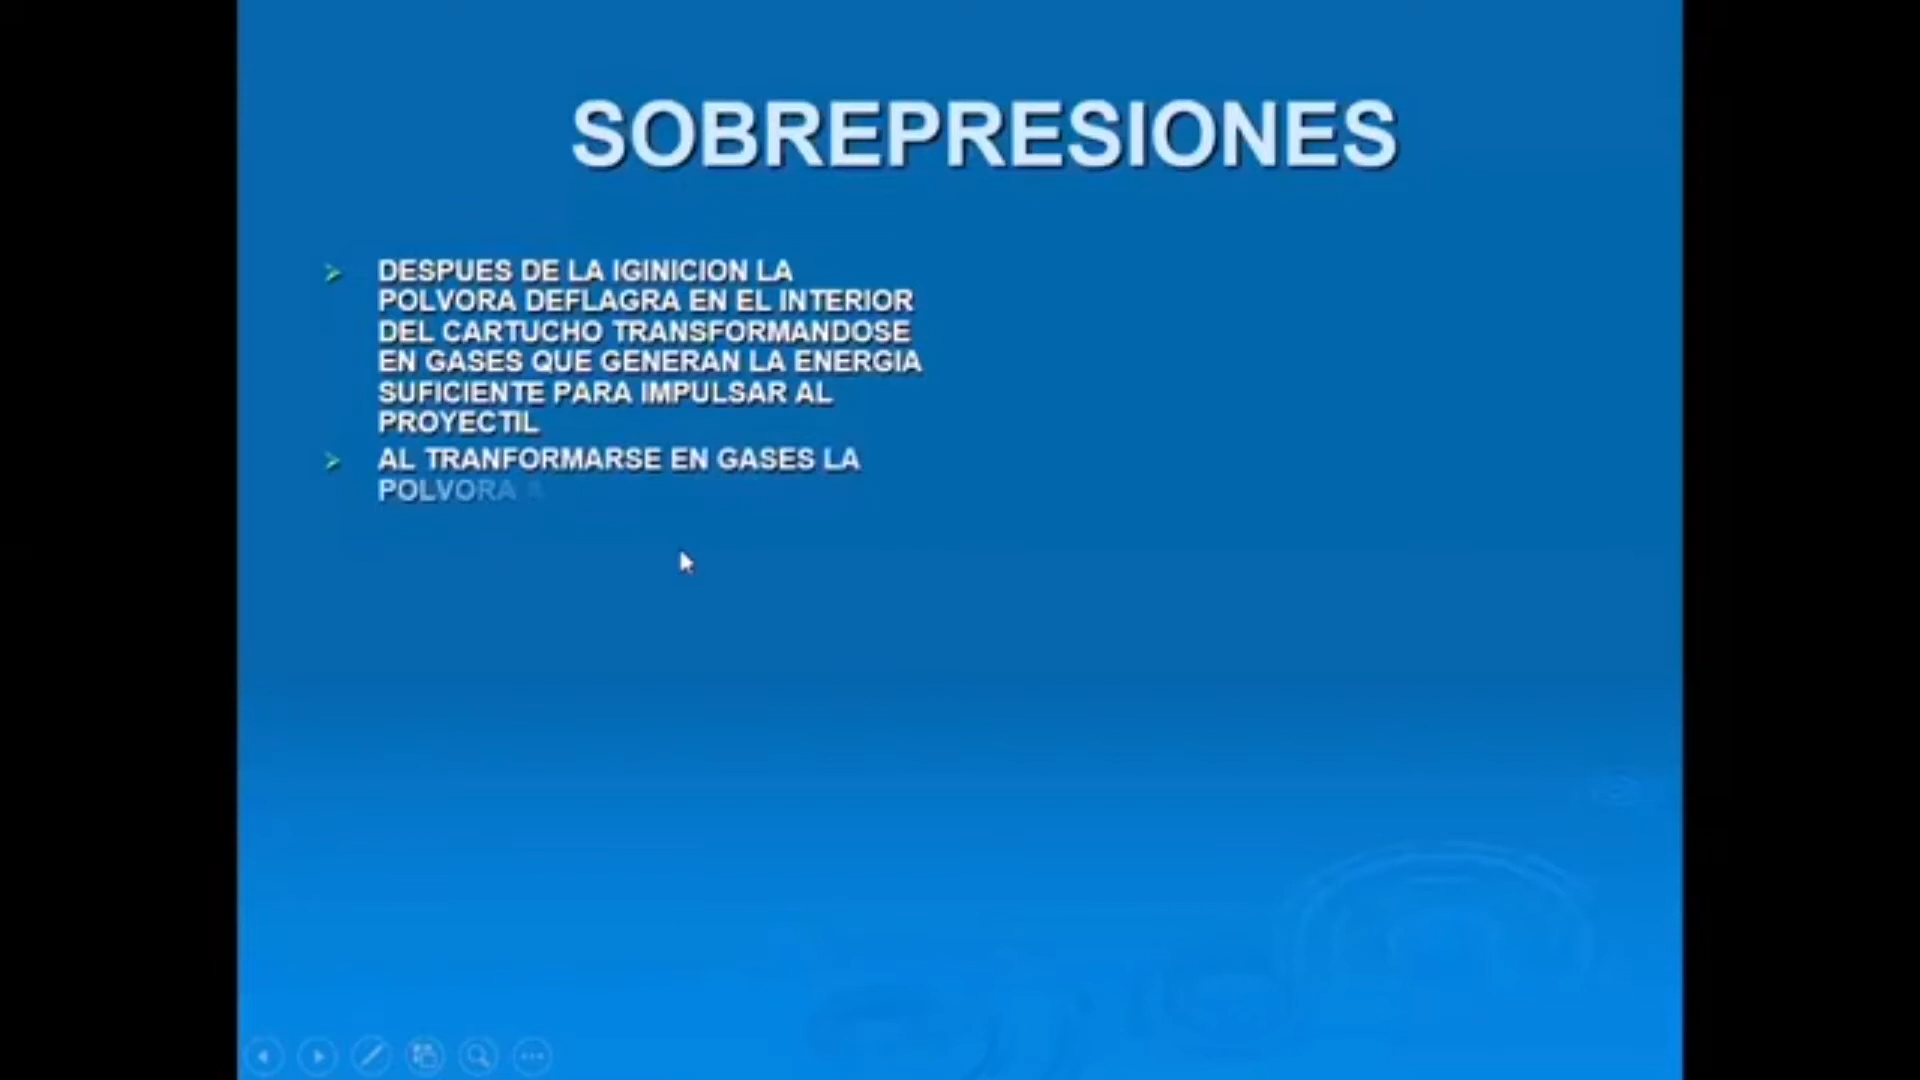 SOBREPRESIONES
DESPUES DE LA IGINICION LA
POLVORA DEFLAGRA EN EL INTERIOR
DEL CARTUCHO TRANSFORMANDOSE
EN GASES QUE GENERAN LA ENERGIA
SUFICIENTE PARA IMPULSAR AL
PROYECTIL
AL TRANFORMARSE EN GASES LA
POLVORA